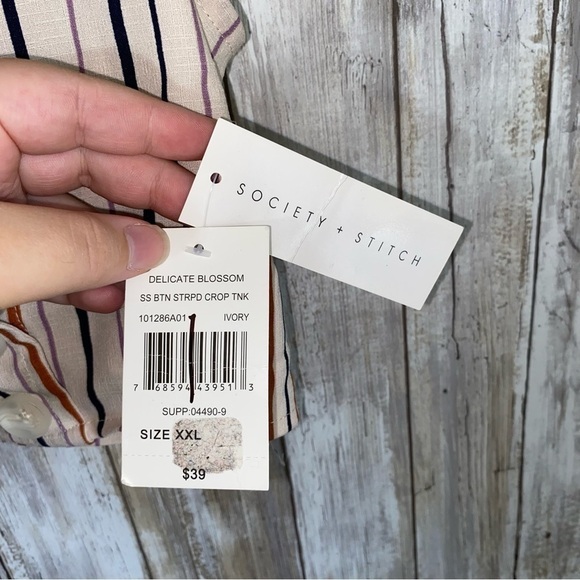 SOCIETY + STITCH
DELICATE BLOSSOM
SS BTN STRPD CROP TNK
101286A01 IVORY
7 68594 43951 3
SUPP:04490-9
SIZE XXL
$39